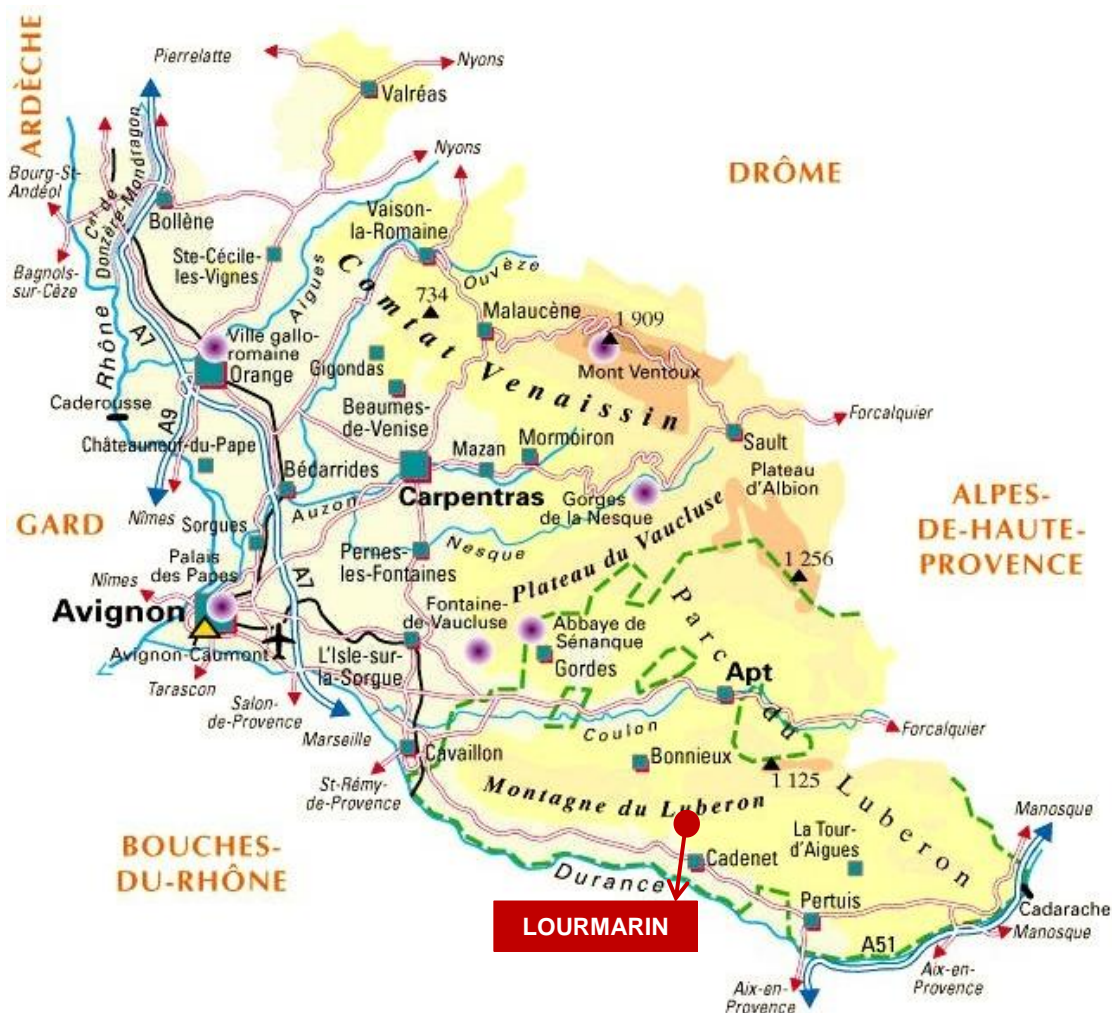 ARDÈCHE
Pierrelatte
Nyons
Valréas
Nyons
DRÔME
Bourg-St-
Andéol
Cal de
Donzère-Mondragon
Bollène
Vaison-
la-Romaine
Ste-Cécile-
les-Vignes
Bagnols-
sur-Cèze
Aigues
Ouvèze
Comtat Venaissin
734
Malaucène
1 909
Rhône
A7
Ville gallo-
romaine
Orange
Gigondas
Mont Ventoux
Caderousse
A9
Beaumes-
de-Venise
Forcalquier
Châteauneuf-du-Pape
Mazan
Mormoiron
Sault
Bédarrides
Plateau
d'Albion
Carpentras
Gorges
de la Nesque
ALPES-
DE-HAUTE-
PROVENCE
GARD
Nîmes
Auzon
Sorgues
Nesque
Plateau du Vaucluse
Palais
des Papes
A7
Pernes-
les-Fontaines
1 256
Nîmes
Avignon
Fontaine-
de-Vaucluse
Abbaye de
Sénanque
Parc du Luberon
Avignon-Caumont
L'Isle-sur-
la-Sorgue
Gordes
Apt
Tarascon
Salon-
de-Provence
Marseille
Coulon
Forcalquier
Cavaillon
Bonnieux
St-Rémy-
de-Provence
Montagne du Luberon
1 125
Manosque
BOUCHES-
DU-RHÔNE
La Tour-
d'Aigues
Cadenet
Durance
Pertuis
Cadarache
LOURMARIN
Manosque
A51
Aix-en-
Provence
Aix-en-
Provence